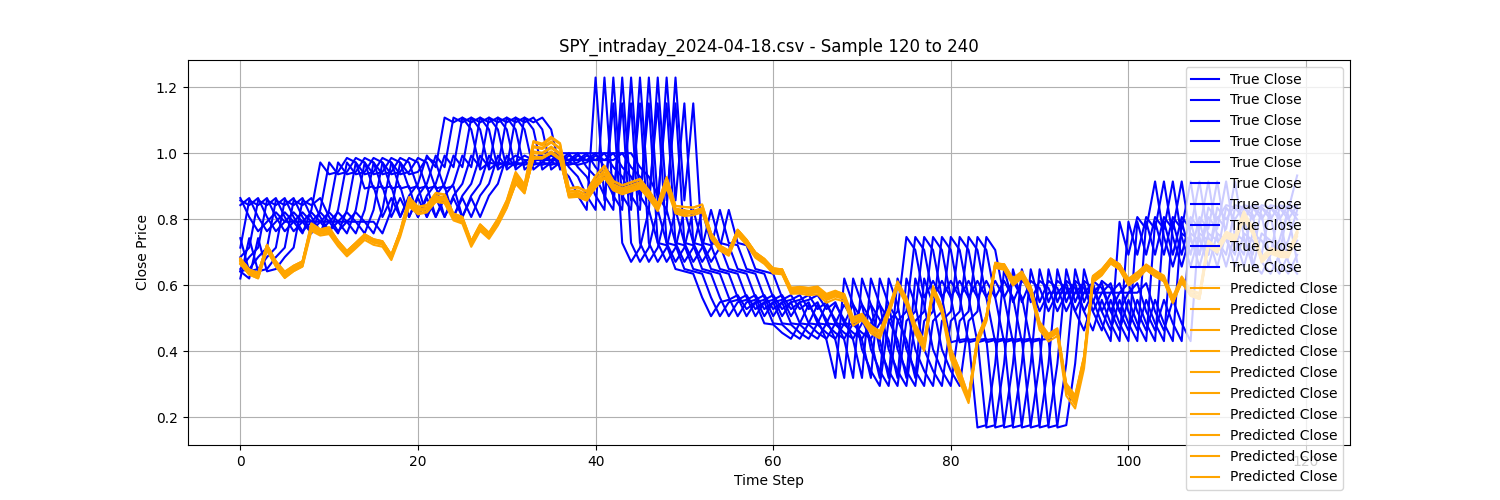 SPY_intraday_2024-04-18.csv - Sample 120 to 240
Close Price
1.2
1.0
0.8
0.6
0.4
0.2
True Close
True Close
True Close
True Close
True Close
True Close
True Close
True Close
True Close
True Close
Predicted Close
Predicted Close
Predicted Close
Predicted Close
Predicted Close
Predicted Close
Predicted Close
Predicted Close
Predicted Close
Predicted Close
0 20 40 60 80 100 120
Time Step